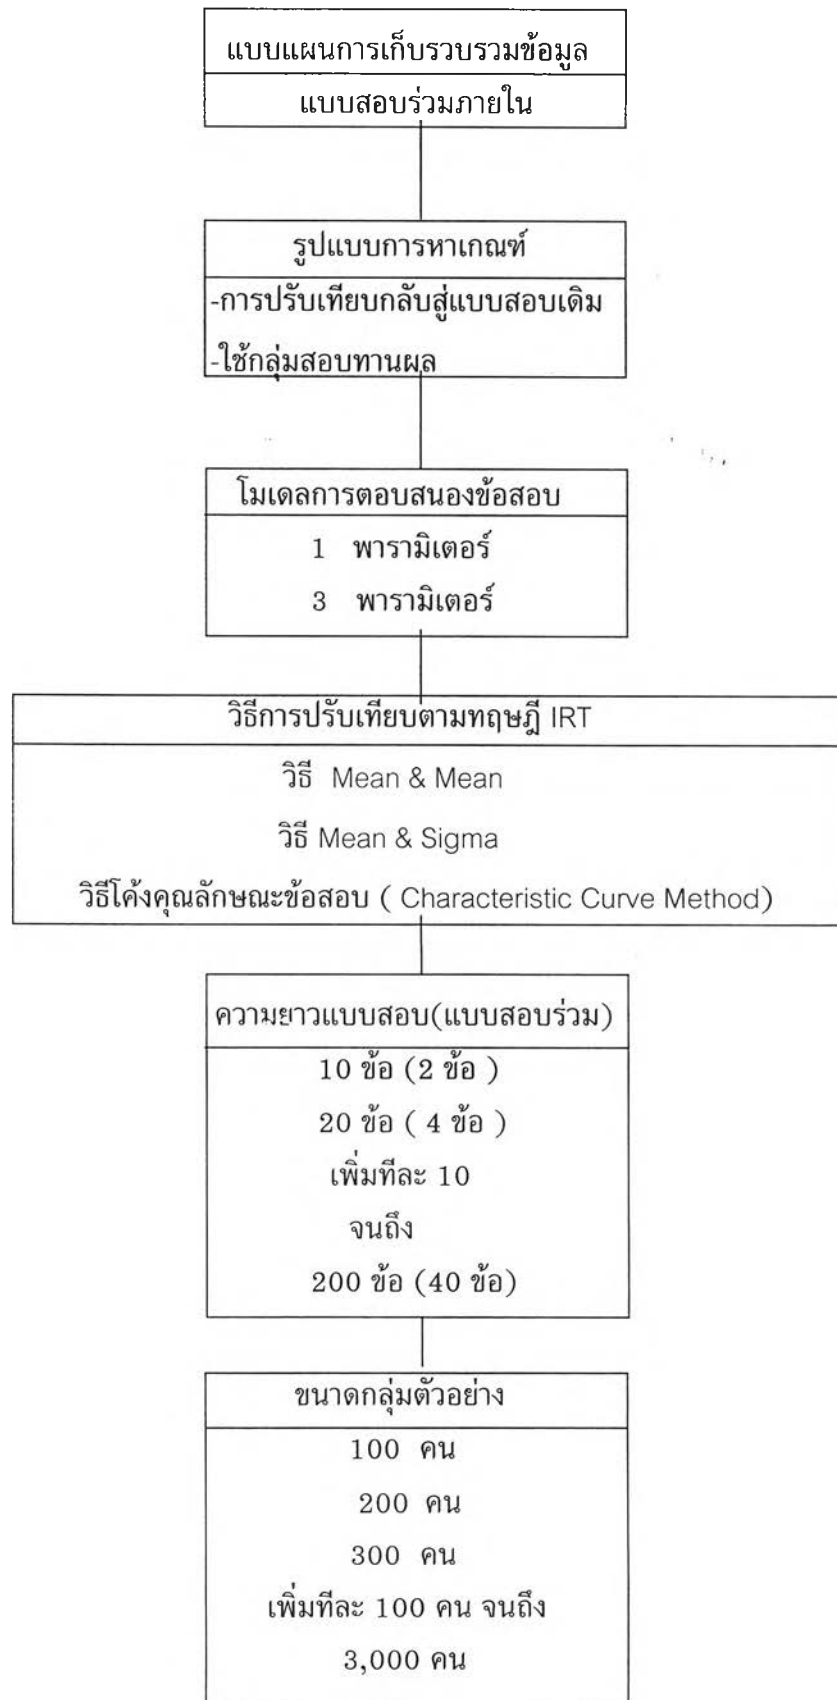 แบบแผนการเก็บรวบรวมข้อมูล
แบบสอบร่วมภายใน
รูปแบบการหาเกณฑ์
-การปรับเทียบกลับสู่แบบสอบเดิม
-ใช้กลุ่มสอบทานผล
โมเดลการตอบสนองข้อสอบ
1 พารามิเตอร์
3 พารามิเตอร์
วิธีการปรับเทียบตามทฤษฎี IRT
วิธี Mean & Mean
วิธี Mean & Sigma
วิธีโค้งคุณลักษณะข้อสอบ ( Characteristic Curve Method)
ความยาวแบบสอบ(แบบสอบร่วม)
10 ข้อ (2 ข้อ )
20 ข้อ ( 4 ข้อ )
เพิ่มทีละ 10
จนถึง
200 ข้อ (40 ข้อ)
ขนาดกลุ่มตัวอย่าง
100 คน
200 คน
300 คน
เพิ่มทีละ 100 คน จนถึง
3,000 คน